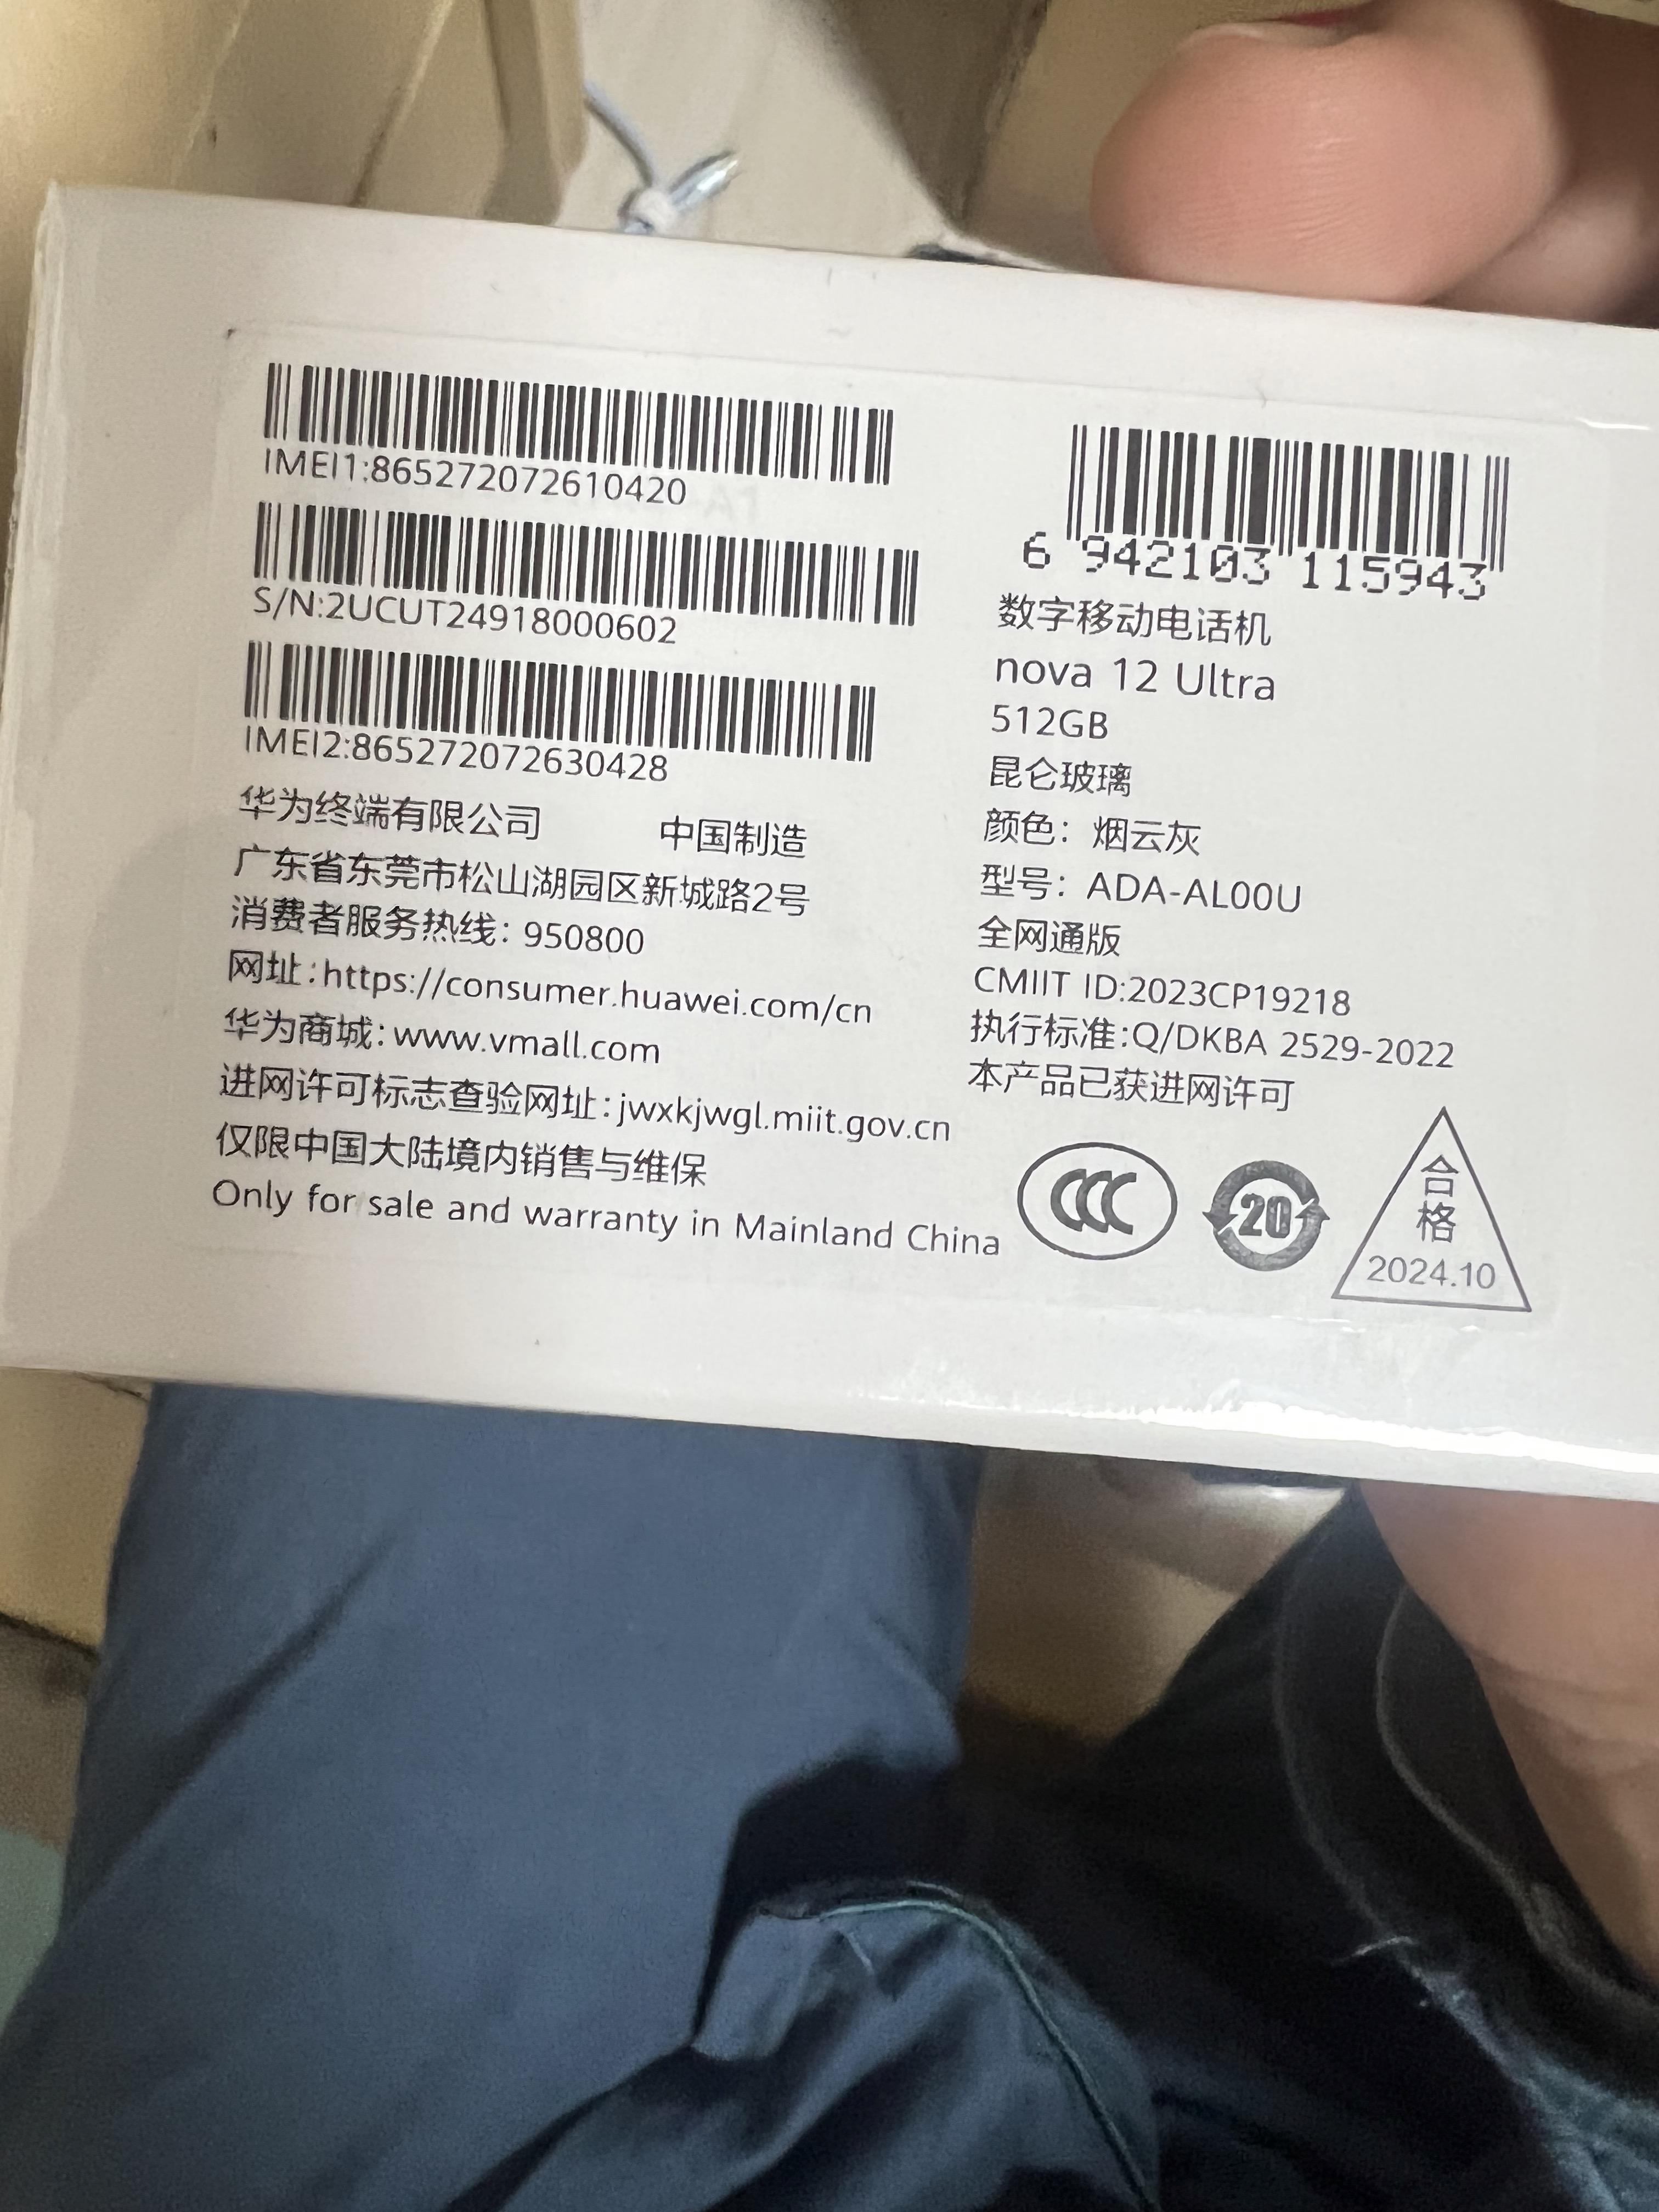 IMEI1:865272072610420
S/N:2UCUT24918000602
IMEI2:865272072630428
华为终端有限公司 中国制造
广东省东莞市松山湖园区新城路2号
消费者服务热线：950800
网址：https://consumer.huawei.com/cn
华为商城：www.vmall.com
进网许可标志查验网址：jwxkjwgl.miit.gov.cn
仅限中国大陆境内销售与维保
Only for sale and warranty in Mainland China
6 942103 115943
数字移动电话机
nova 12 Ultra
512GB
昆仑玻璃
颜色：烟云灰
型号：ADA-AL00U
全网通版
CMIIT ID:2023CP19218
执行标准:Q/DKBA 2529-2022
本产品已获进网许可
CCC
20
合
格
2024.10